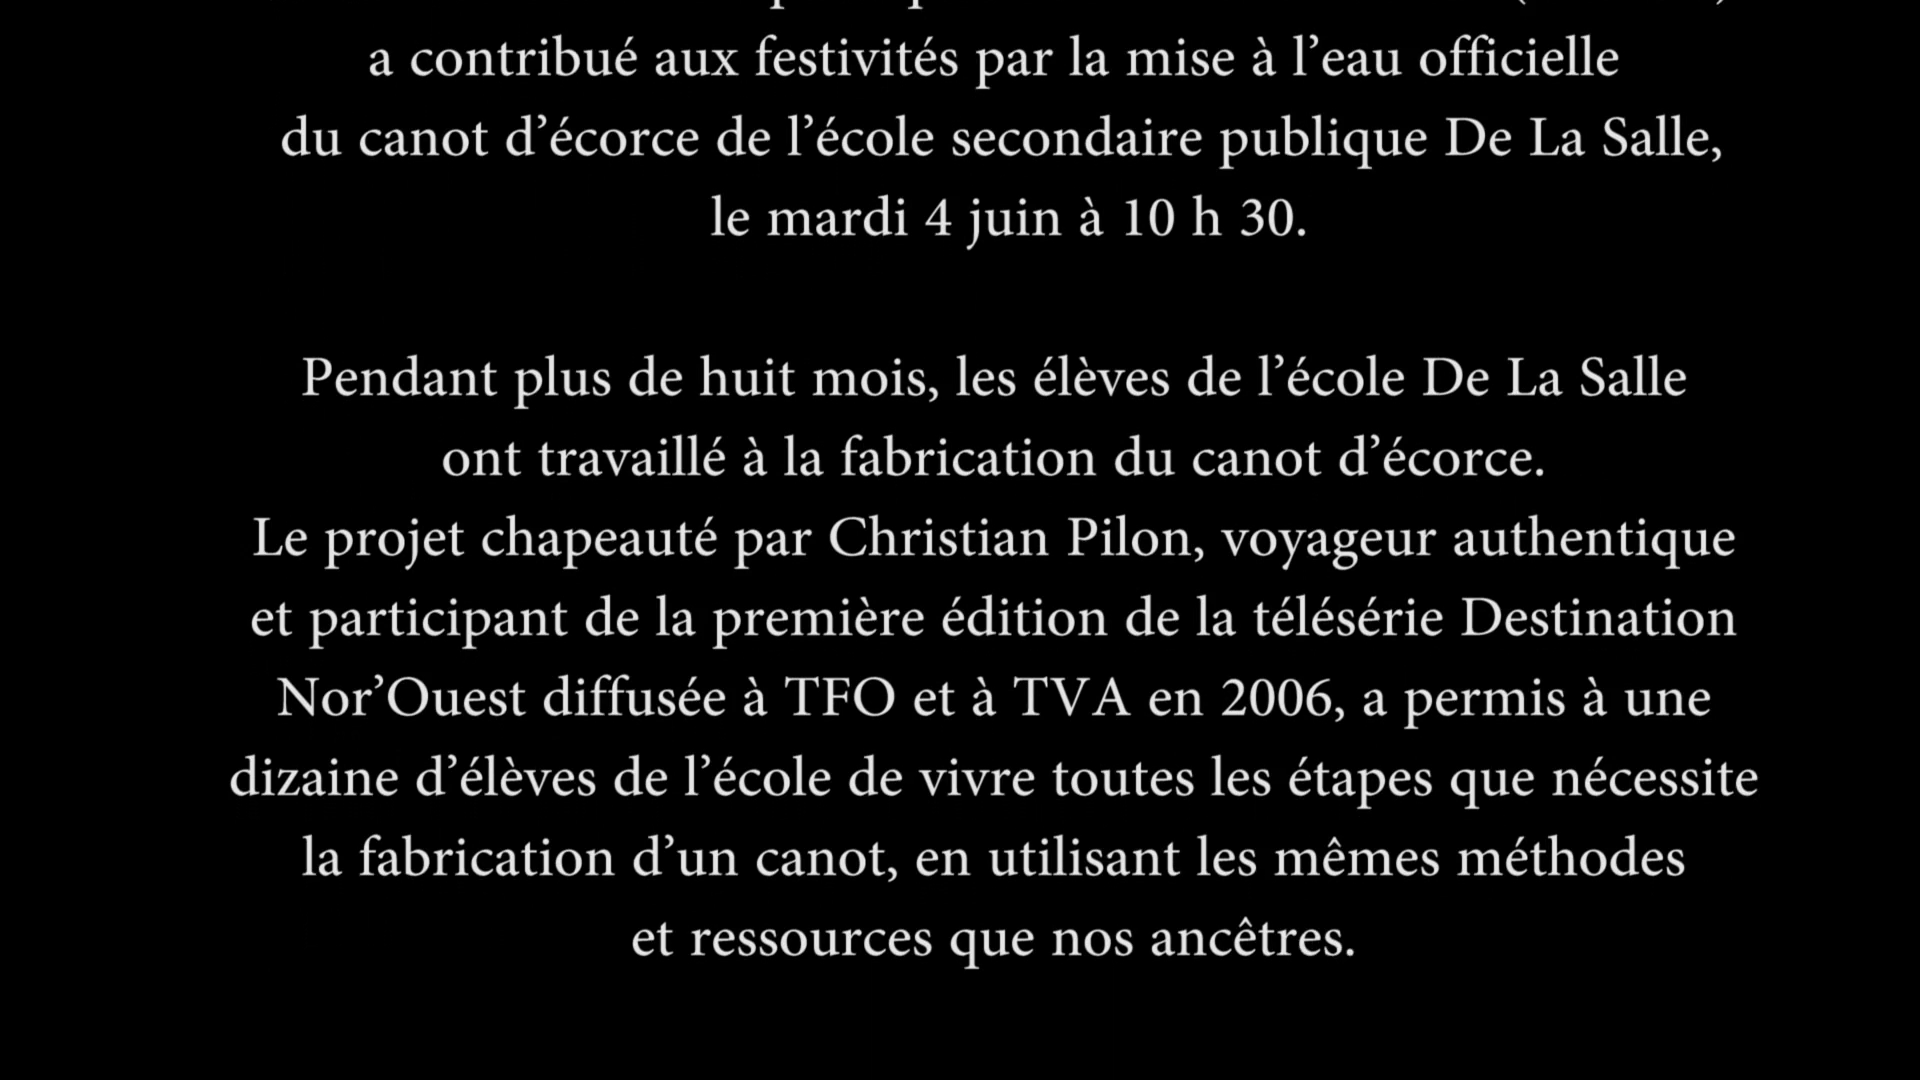 a contribué aux festivités par la mise à l’eau officielle
du canot d’écorce de l’école secondaire publique De La Salle,
le mardi 4 juin à 10 h 30.
Pendant plus de huit mois, les élèves de l’école De La Salle
ont travaillé à la fabrication du canot d’écorce.
Le projet chapeauté par Christian Pilon, voyageur authentique
et participant de la première édition de la télésérie Destination
Nor’Ouest diffusée à TFO et à TVA en 2006, a permis à une
dizaine d’élèves de l’école de vivre toutes les étapes que nécessite
la fabrication d’un canot, en utilisant les mêmes méthodes
et ressources que nos ancêtres.